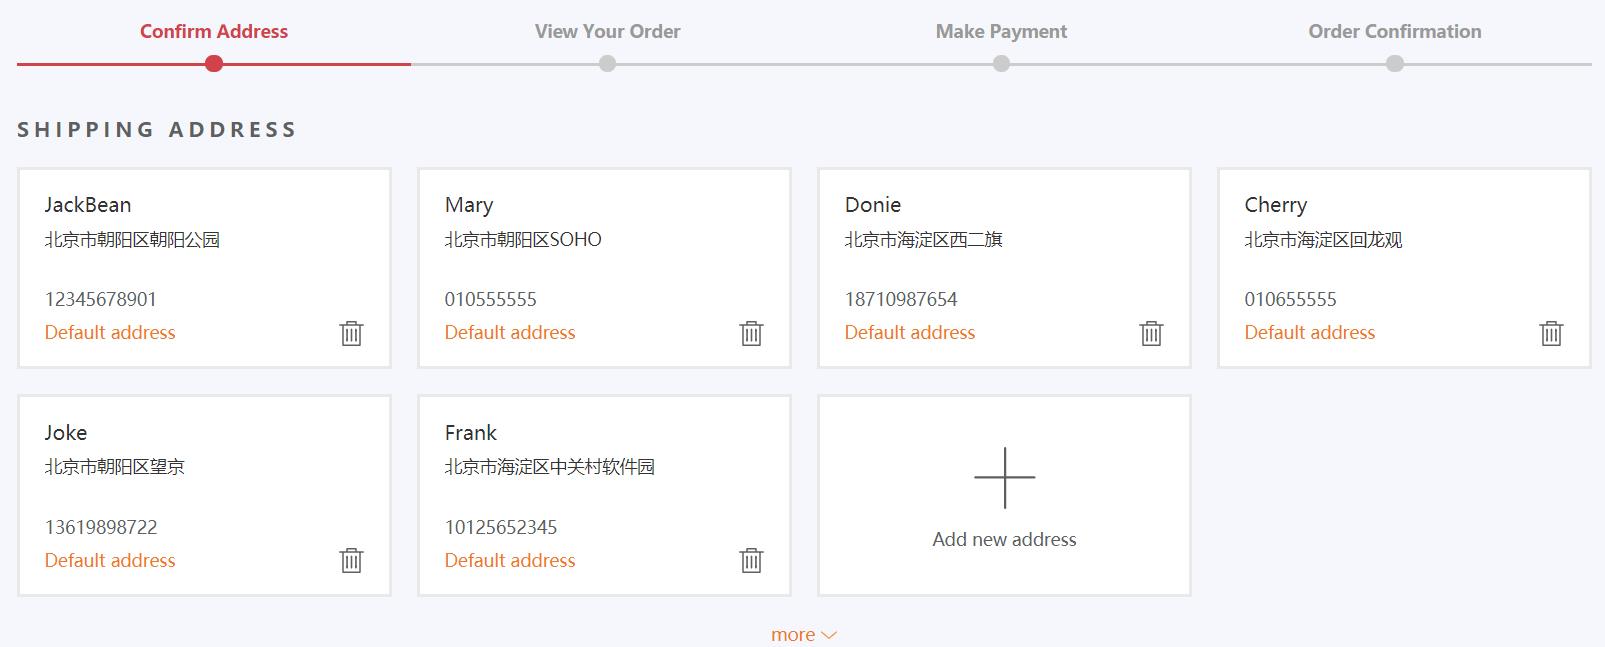 Confirm Address
View Your Order
Make Payment
Order Confirmation
SHIPPING ADDRESS
JackBean
北京市朝阳区朝阳公园
12345678901
Default address
Mary
北京市朝阳区SOHO
010555555
Default address
Donie
北京市海淀区西二旗
18710987654
Default address
Cherry
北京市海淀区回龙观
010655555
Default address
Joke
北京市朝阳区望京
13619898722
Default address
Frank
北京市海淀区中关村软件园
10125652345
Default address
Add new address
more